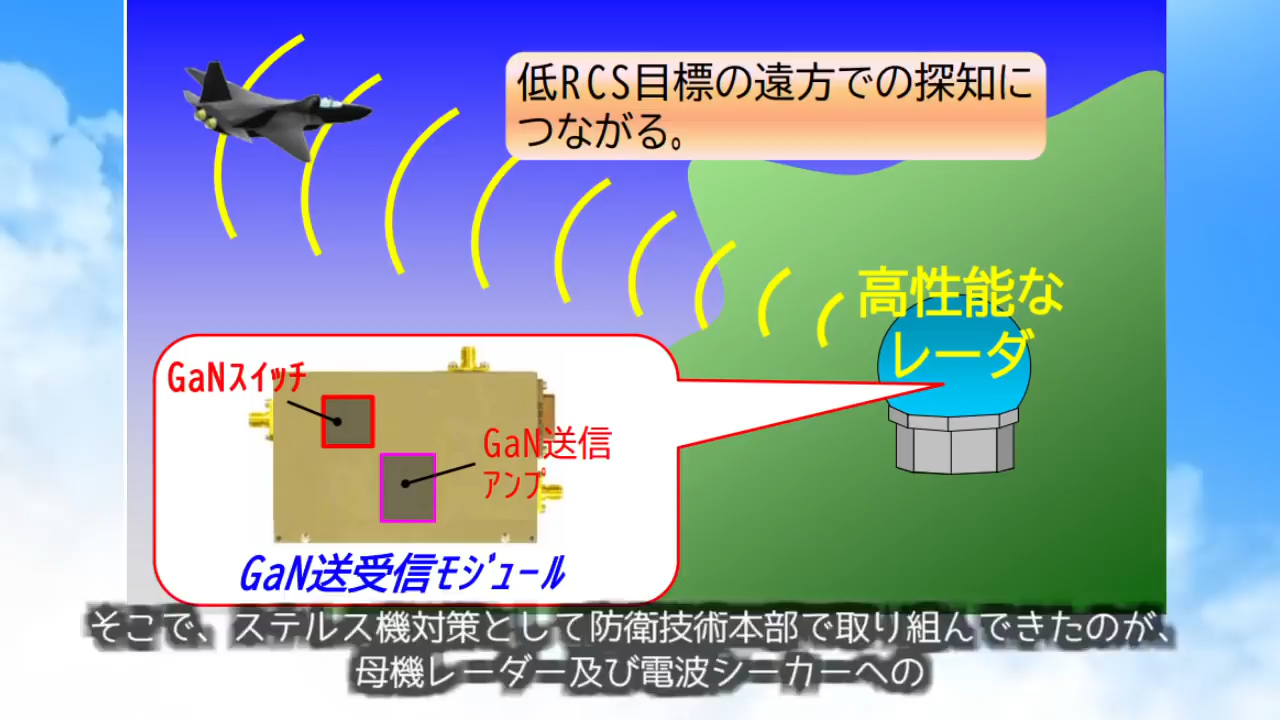 低RCS目標の遠方での探知に
つながる。
高性能な
レーダ
GaNｽｲｯﾁ
GaN送信
ｱﾝﾌﾟ
GaN送受信ﾓｼﾞｭｰﾙ
そこで、ステルス機対策として防衛技術本部で取り組んできたのが、
母機レーダー及び電波シーカーへの